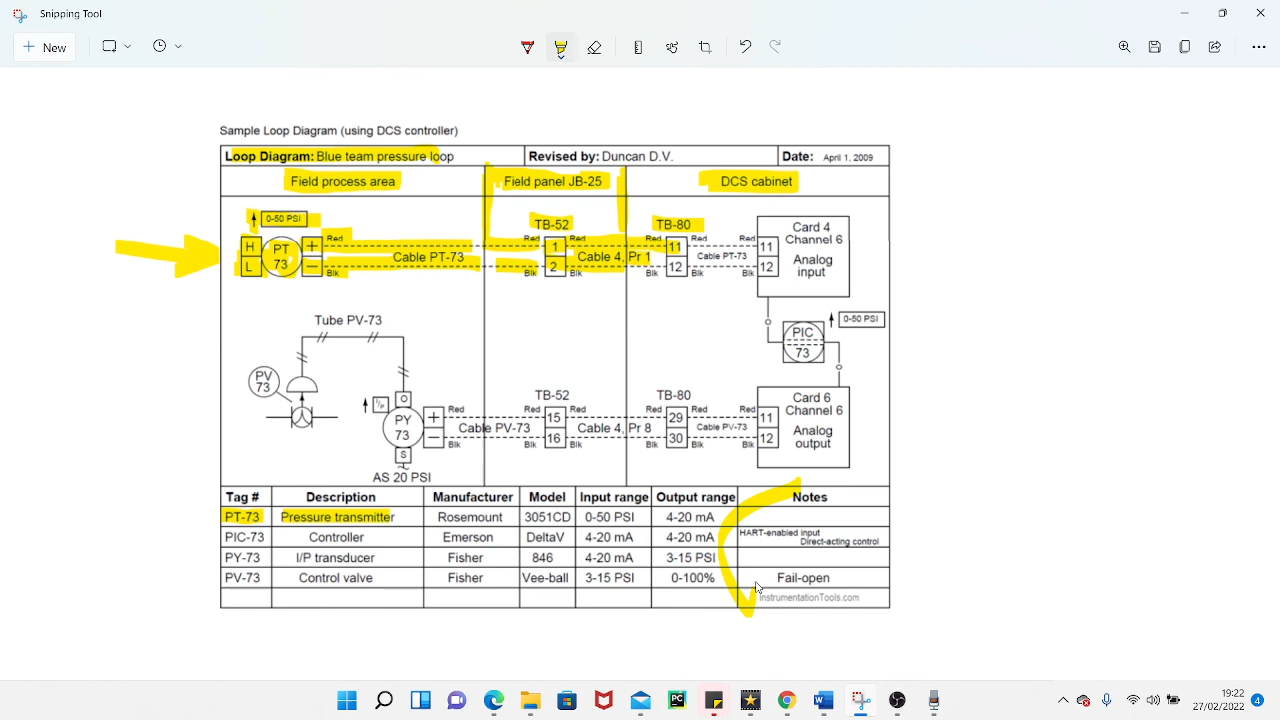 Snipping Tool
New
Sample Loop Diagram (using DCS controller)
Loop Diagram: Blue team pressure loop Revised by: Duncan D.V. Date: April 1, 2009
Field process area Field panel JB-25 DCS cabinet
0-50 PSI
TB-52 TB-80
Card 4
Channel 6
Analog
input
H
L
PT
73
+
−
Red
Blk
Cable PT-73
Red
Blk
1
2
Red
Blk
Cable 4, Pr 1
Red
Blk
11
12
Red
Blk
Cable PT-73
Red
Blk
11
12
PIC
73
0-50 PSI
Tube PV-73
PV
73
I/P
O
PY
73
S
AS 20 PSI
+
−
Red
Blk
Cable PV-73
TB-52
Red
Blk
15
16
Red
Blk
Cable 4, Pr 8
TB-80
Red
Blk
29
30
Red
Blk
Cable PV-73
Red
Blk
11
12
Card 6
Channel 6
Analog
output
Tag # Description Manufacturer Model Input range Output range Notes
PT-73 Pressure transmitter Rosemount 3051CD 0-50 PSI 4-20 mA
PIC-73 Controller Emerson DeltaV 4-20 mA 4-20 mA HART-enabled input
Direct-acting control
PY-73 I/P transducer Fisher 846 4-20 mA 3-15 PSI
PV-73 Control valve Fisher Vee-ball 3-15 PSI 0-100% Fail-open
InstrumentationTools.com
PC
W
19:22
27/02/2022
4